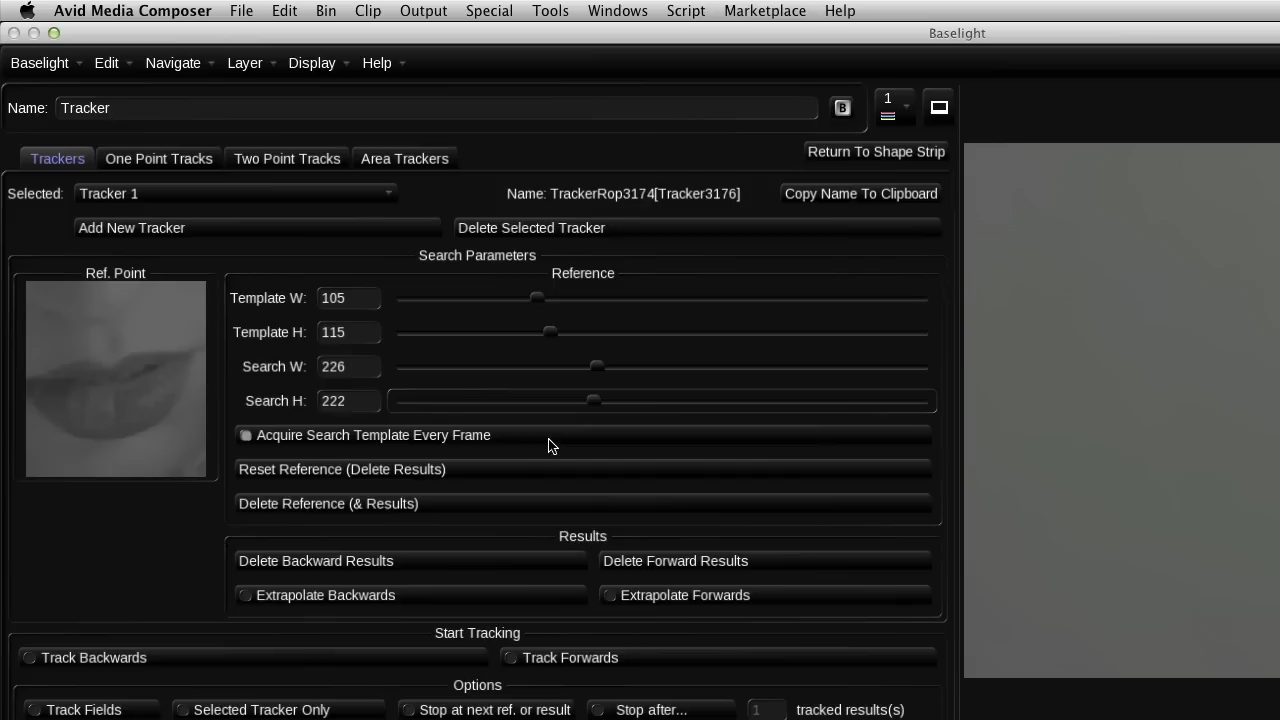 Avid Media Composer File Edit Bin Clip Output Special Tools Windows Script Marketplace Help
Baselight
Baselight Edit Navigate Layer Display Help
Name: Tracker B 1
Trackers One Point Tracks Two Point Tracks Area Trackers Return To Shape Strip
Selected: Tracker 1 Name: TrackerRop3174[Tracker3176] Copy Name To Clipboard
Add New Tracker Delete Selected Tracker
Search Parameters
Ref. Point Reference
Template W: 105
Template H: 115
Search W: 226
Search H: 222
Acquire Search Template Every Frame
Reset Reference (Delete Results)
Delete Reference (& Results)
Results
Delete Backward Results Delete Forward Results
Extrapolate Backwards Extrapolate Forwards
Start Tracking
Track Backwards Track Forwards
Options
Track Fields Selected Tracker Only Stop at next ref. or result Stop after... 1 tracked results(s)